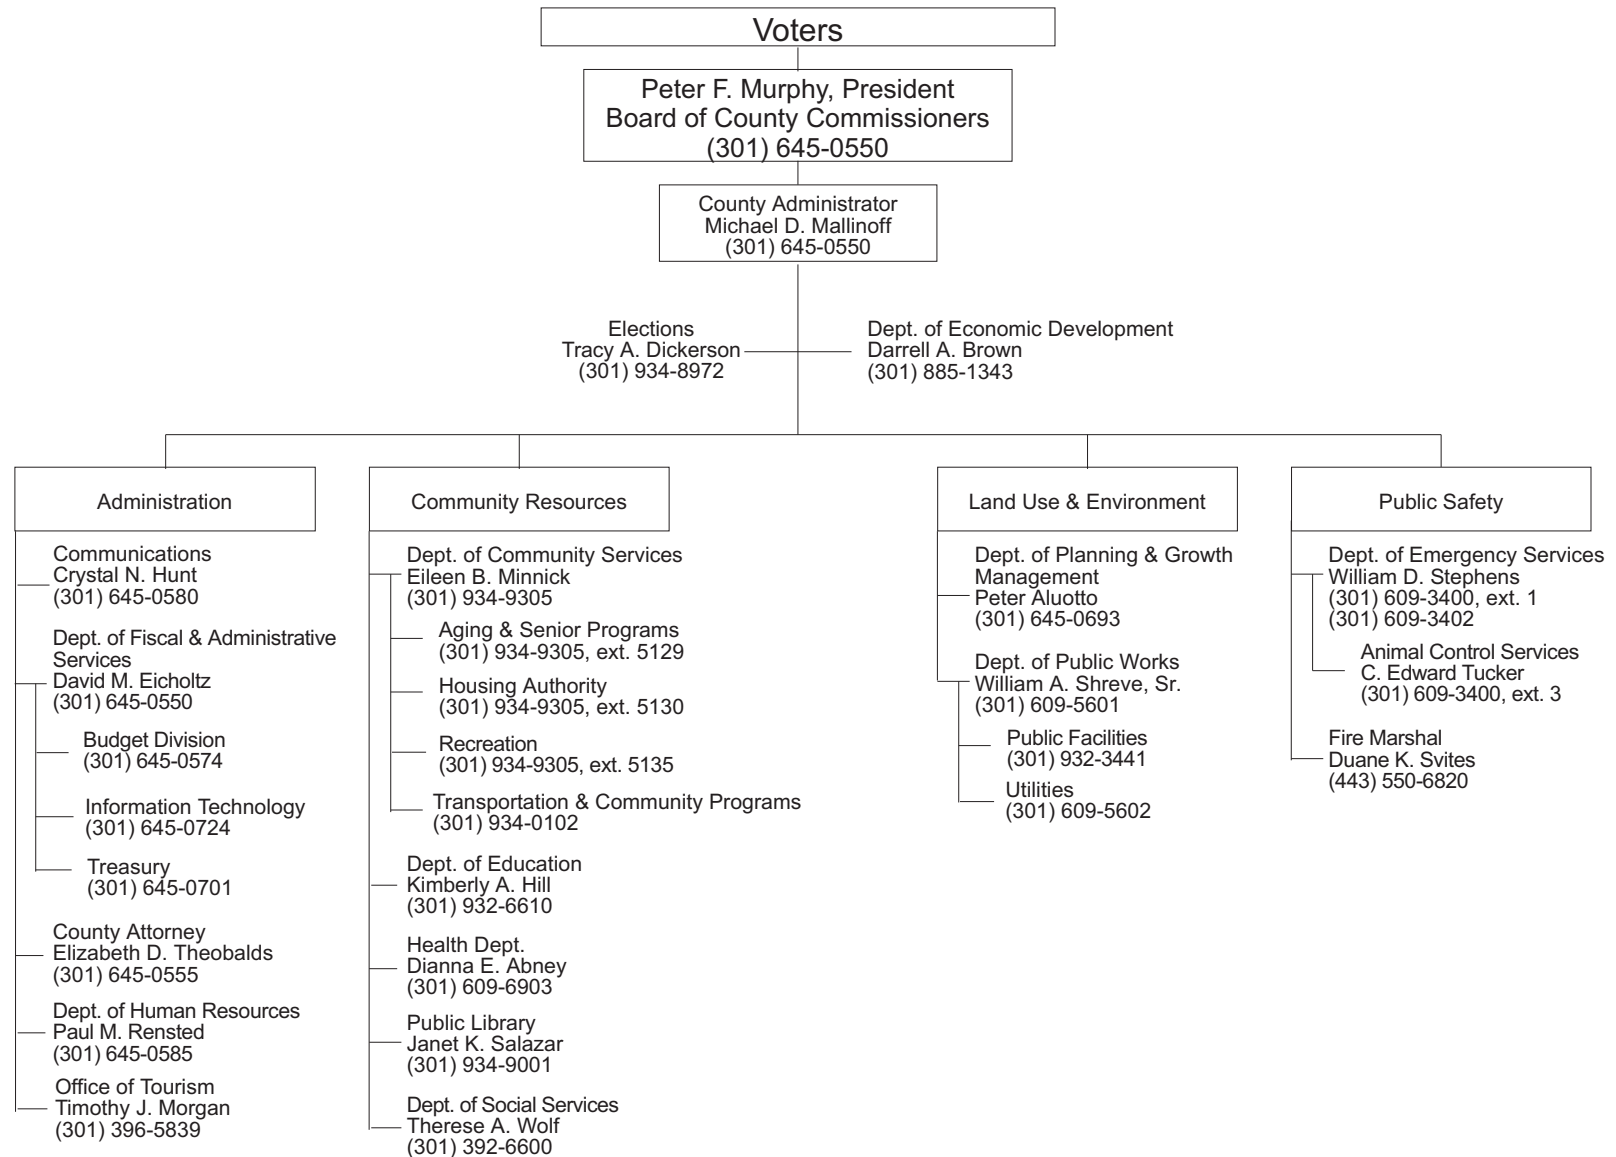 Voters
Peter F. Murphy, President
Board of County Commissioners
(301) 645-0550
County Administrator
Michael D. Mallinoff
(301) 645-0550
Elections
Tracy A. Dickerson
(301) 934-8972
Dept. of Economic Development
Darrell A. Brown
(301) 885-1343
Administration
Communications
Crystal N. Hunt
(301) 645-0580
Dept. of Fiscal & Administrative
Services
David M. Eicholtz
(301) 645-0550
Budget Division
(301) 645-0574
Information Technology
(301) 645-0724
Treasury
(301) 645-0701
County Attorney
Elizabeth D. Theobalds
(301) 645-0555
Dept. of Human Resources
Paul M. Rensted
(301) 645-0585
Office of Tourism
Timothy J. Morgan
(301) 396-5839
Community Resources
Dept. of Community Services
Eileen B. Minnick
(301) 934-9305
Aging & Senior Programs
(301) 934-9305, ext. 5129
Housing Authority
(301) 934-9305, ext. 5130
Recreation
(301) 934-9305, ext. 5135
Transportation & Community Programs
(301) 934-0102
Dept. of Education
Kimberly A. Hill
(301) 932-6610
Health Dept.
Dianna E. Abney
(301) 609-6903
Public Library
Janet K. Salazar
(301) 934-9001
Dept. of Social Services
Therese A. Wolf
(301) 392-6600
Land Use & Environment
Dept. of Planning & Growth
Management
Peter Aluotto
(301) 645-0693
Dept. of Public Works
William A. Shreve, Sr.
(301) 609-5601
Public Facilities
(301) 932-3441
Utilities
(301) 609-5602
Public Safety
Dept. of Emergency Services
William D. Stephens
(301) 609-3400, ext. 1
(301) 609-3402
Animal Control Services
C. Edward Tucker
(301) 609-3400, ext. 3
Fire Marshal
Duane K. Svites
(443) 550-6820